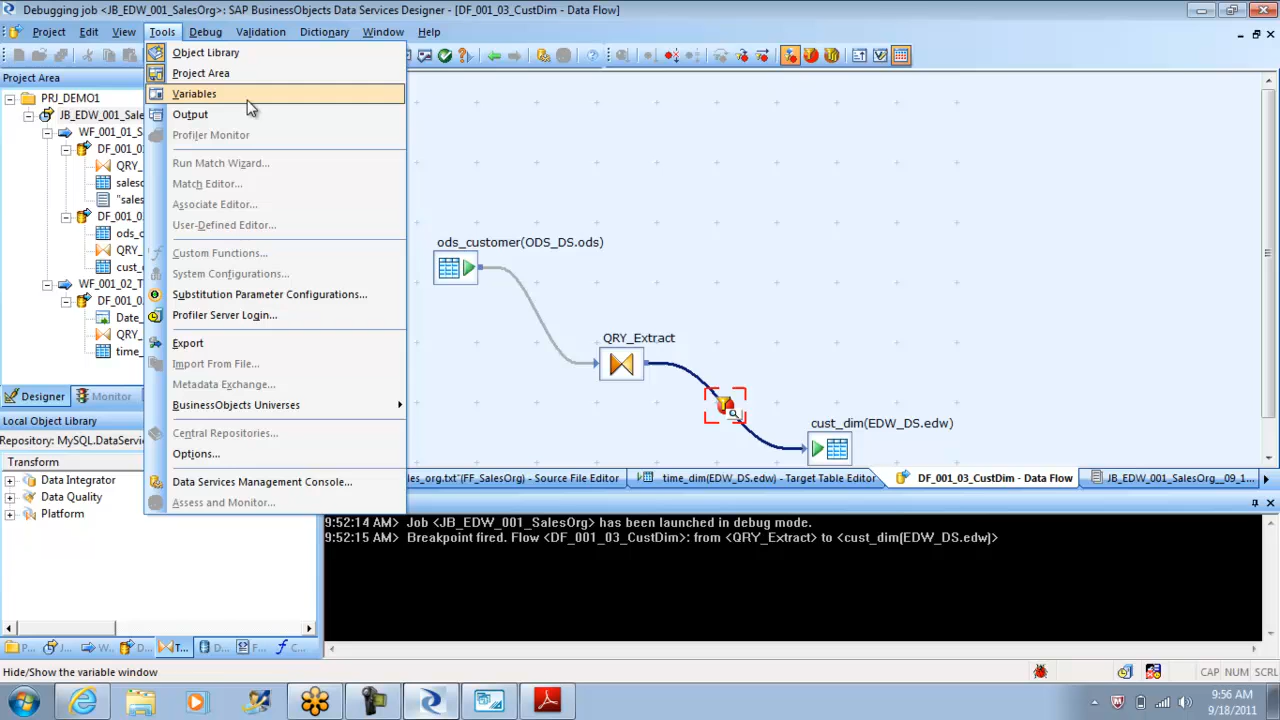 Debugging job <JB_EDW_001_SalesOrg>: SAP BusinessObjects Data Services Designer - [DF_001_03_CustDim - Data Flow]
Project Edit View Tools Debug Validation Dictionary Window Help
Project Area
PRJ_DEMO1
JB_EDW_001_Sale
WF_001_01_S
DF_001_0
QRY_
salesc
"sales
DF_001_0
ods_c
QRY_
cust_
WF_001_02_T
DF_001_0
Date_
QRY_
time_
Designer Monitor
Local Object Library
Repository: MySQL.DataServic
Transform
Data Integrator
Data Quality
Platform
P... J... W... D... T... D... F... C...
Object Library
Project Area
Variables
Output
Profiler Monitor
Run Match Wizard...
Match Editor...
Associate Editor...
User-Defined Editor...
Custom Functions...
System Configurations...
Substitution Parameter Configurations...
Profiler Server Login...
Export
Import From File...
Metadata Exchange...
BusinessObjects Universes
Central Repositories...
Options...
Data Services Management Console...
Assess and Monitor...
ods_customer(ODS_DS.ods)
QRY_Extract
cust_dim(EDW_DS.edw)
les_org.txt"(FF_SalesOrg) - Source File Editor
time_dim(EDW_DS.edw) - Target Table Editor
DF_001_03_CustDim - Data Flow
JB_EDW_001_SalesOrg__09_1...
9:52:14 AM> Job <JB_EDW_001_SalesOrg> has been launched in debug mode.
9:52:15 AM> Breakpoint fired. Flow <DF_001_03_CustDim>: from <QRY_Extract> to <cust_dim(EDW_DS.edw)>
Hide/Show the variable window
CAP NUM SCRL
9:56 AM
9/18/2011